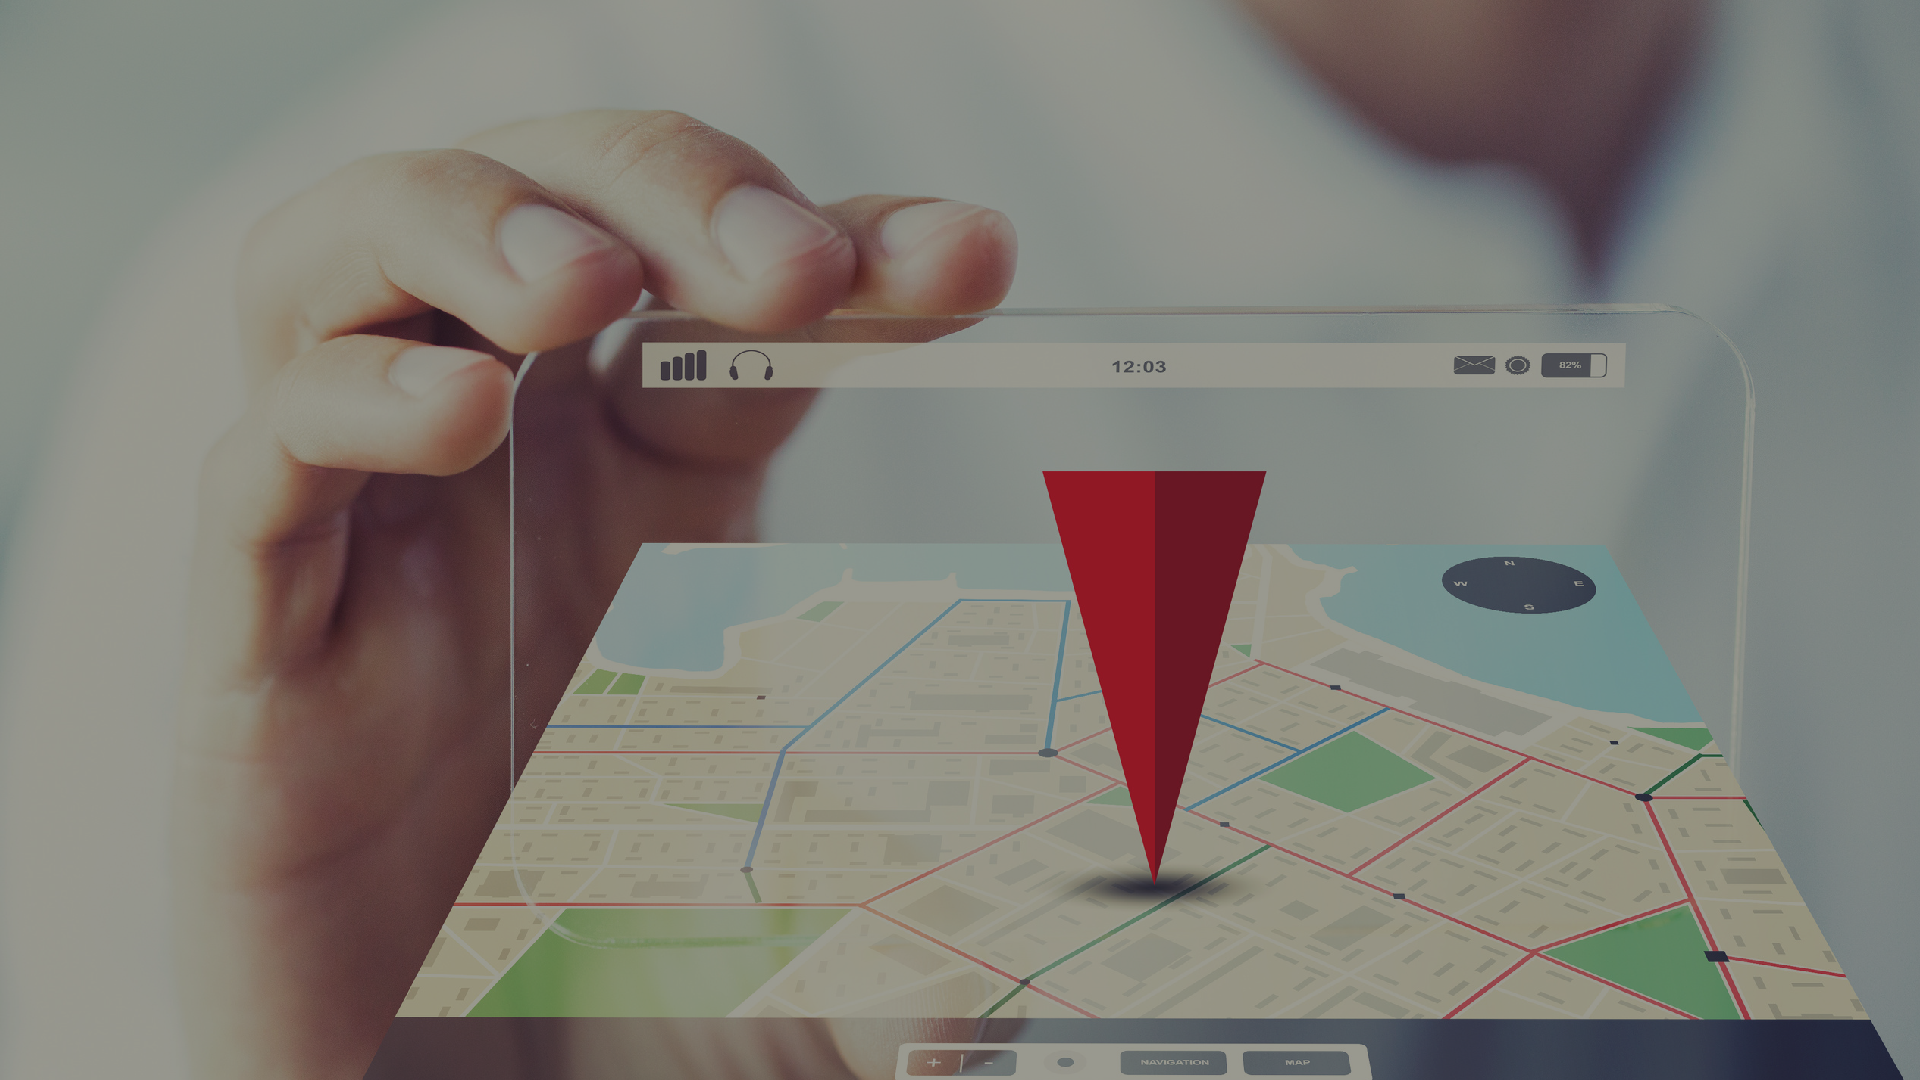 12:03
82%
N
W
E
S
+ | -
NAVIGATION
MAP